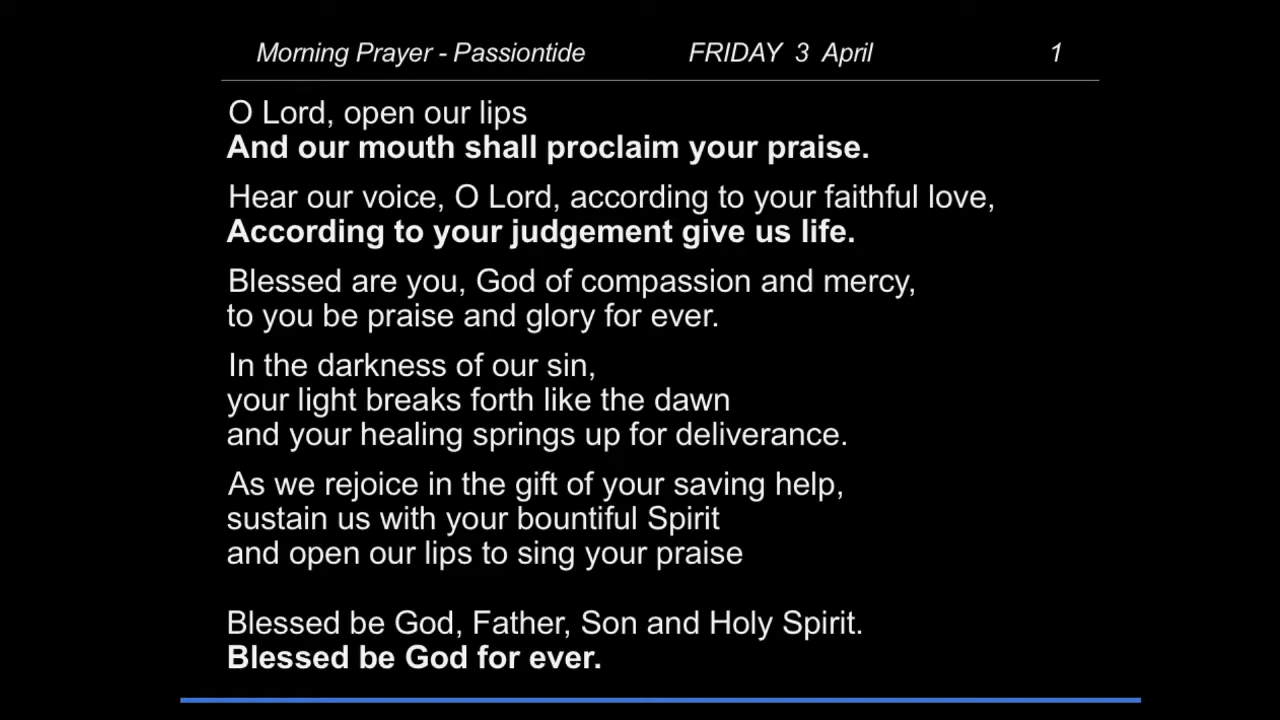 Morning Prayer - Passiontide FRIDAY 3 April 1
O Lord, open our lips
And our mouth shall proclaim your praise.
Hear our voice, O Lord, according to your faithful love,
According to your judgement give us life.
Blessed are you, God of compassion and mercy,
to you be praise and glory for ever.
In the darkness of our sin,
your light breaks forth like the dawn
and your healing springs up for deliverance.
As we rejoice in the gift of your saving help,
sustain us with your bountiful Spirit
and open our lips to sing your praise
Blessed be God, Father, Son and Holy Spirit.
Blessed be God for ever.